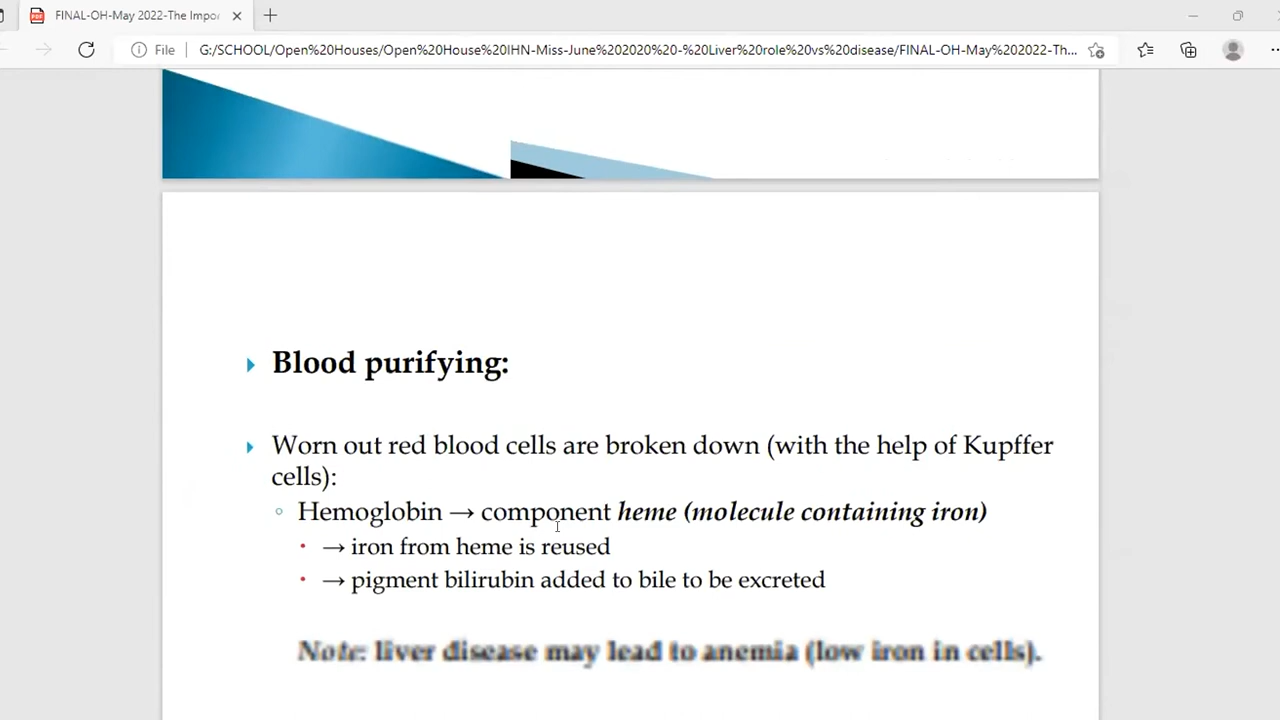 FINAL-OH-May 2022-The Impo
File
G:/SCHOOL/Open%20Houses/Open%20House%20IHN-Miss-June%202020%20-%20Liver%20role%20vs%20disease/FINAL-OH-May%202022-Th...
Blood purifying:
Worn out red blood cells are broken down (with the help of Kupffer
cells):
Hemoglobin → component heme (molecule containing iron)
→ iron from heme is reused
→ pigment bilirubin added to bile to be excreted
Note: liver disease may lead to anemia (low iron in cells).